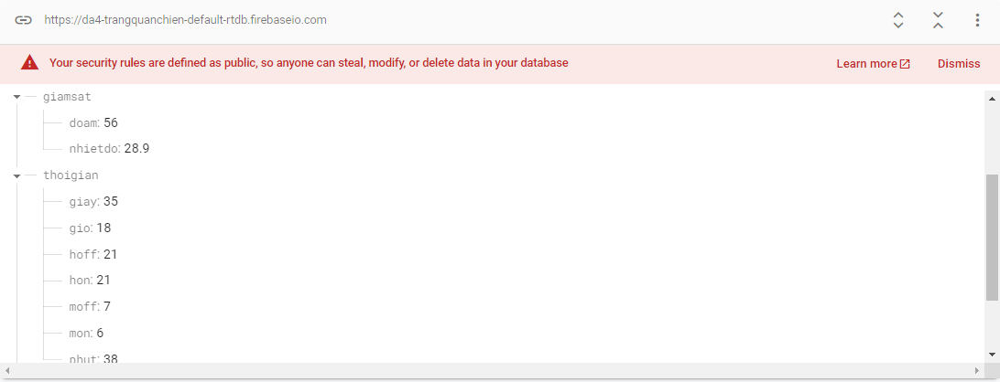 https://da4-trangquanchien-default-rtdb.firebaseio.com
Your security rules are defined as public, so anyone can steal, modify, or delete data in your database Learn more Dismiss
giamsat
doam: 56
nhietdo: 28.9
thoigian
giay: 35
gio: 18
hoff: 21
hon: 21
moff: 7
mon: 6
phut: 38